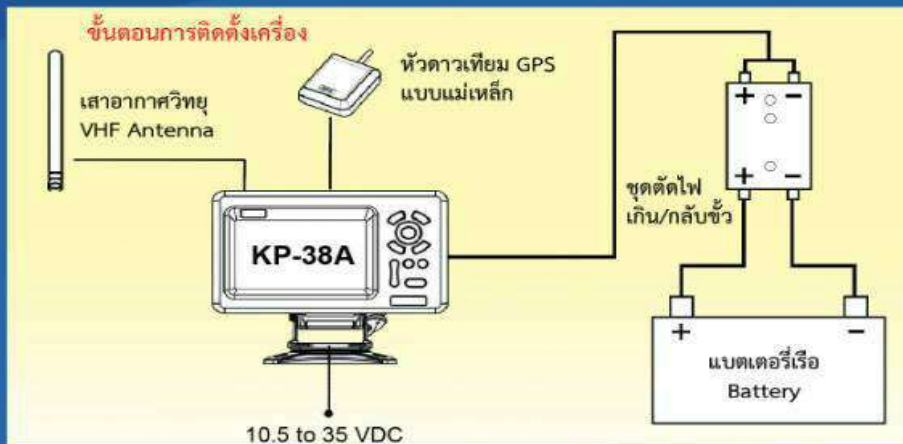 ขั้นตอนการติดตั้งเครื่อง
เสาอากาศวิทยุ
VHF Antenna
หัวดาวเทียม GPS
แบบแม่เหล็ก
KP-38A
10.5 to 35 VDC
+ −
+ −
ชุดตัดไฟ
เกิน/กลับขั้ว
+ −
แบตเตอรี่เรือ
Battery